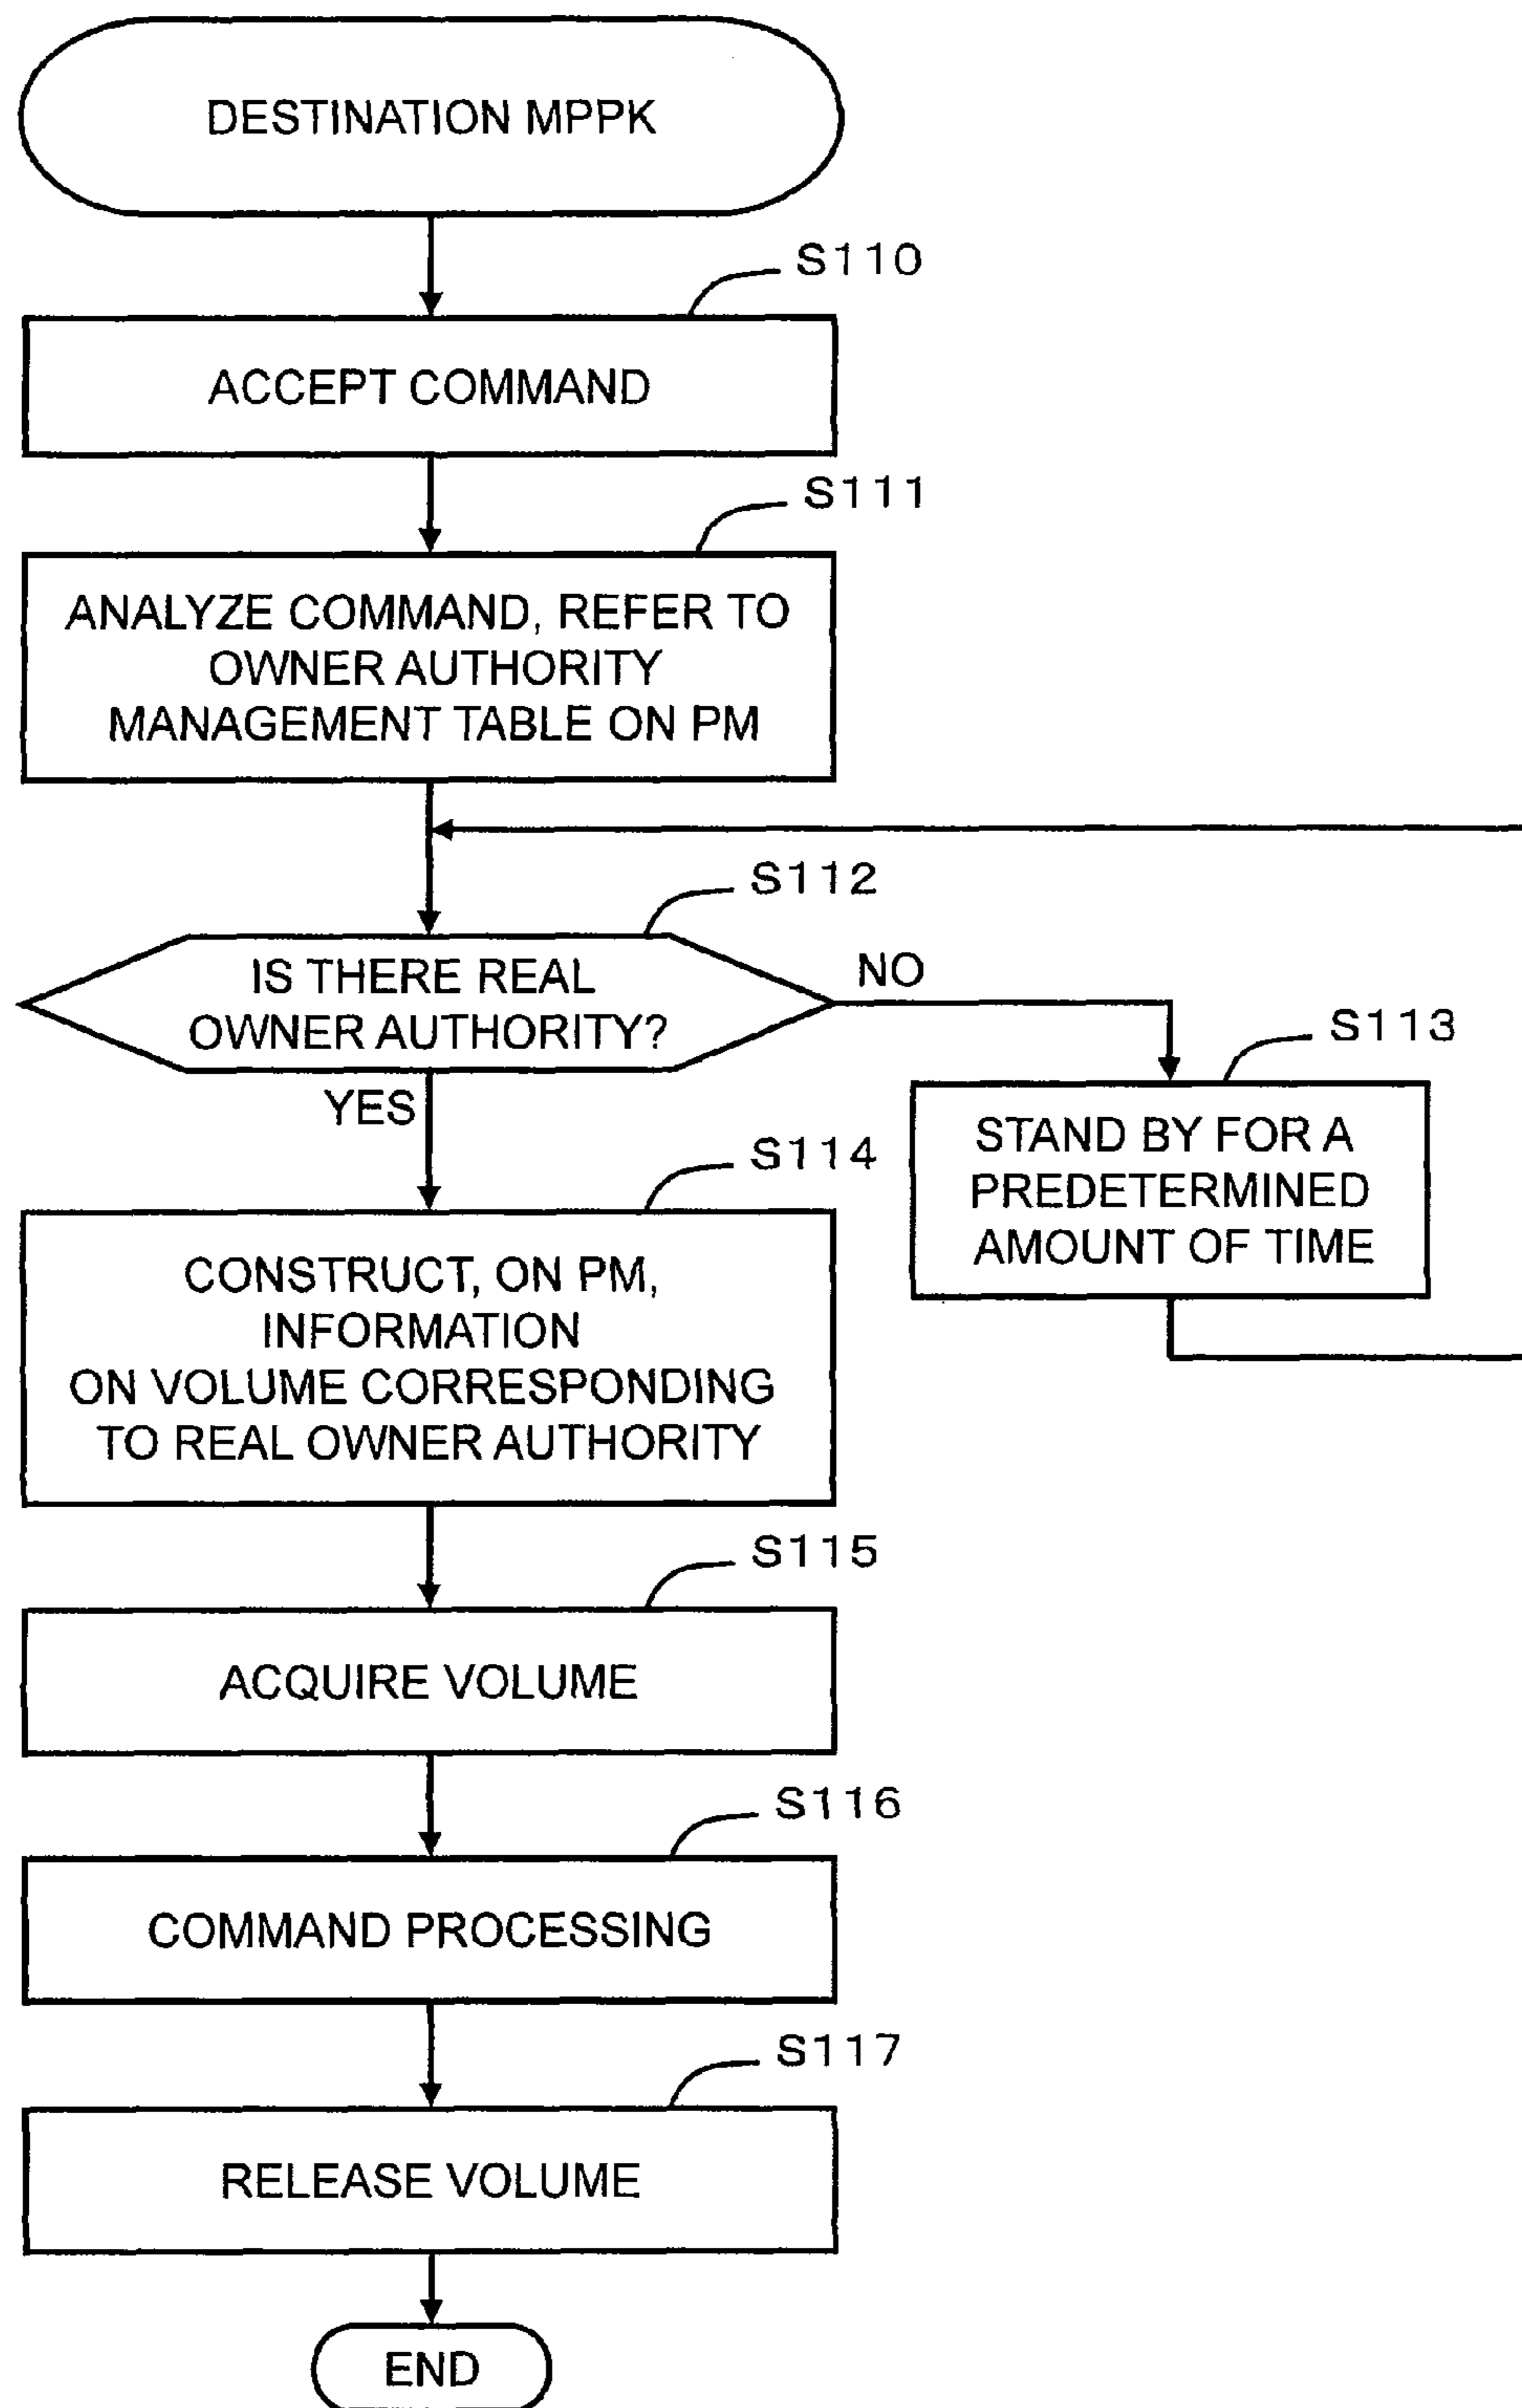 DESTINATION MPPK
S110
ACCEPT COMMAND
S111
ANALYZE COMMAND, REFER TO
OWNER AUTHORITY
MANAGEMENT TABLE ON PM
S112
IS THERE REAL
OWNER AUTHORITY?
NO
YES
S113
STAND BY FOR A
PREDETERMINED
AMOUNT OF TIME
S114
CONSTRUCT, ON PM,
INFORMATION
ON VOLUME CORRESPONDING
TO REAL OWNER AUTHORITY
S115
ACQUIRE VOLUME
S116
COMMAND PROCESSING
S117
RELEASE VOLUME
END